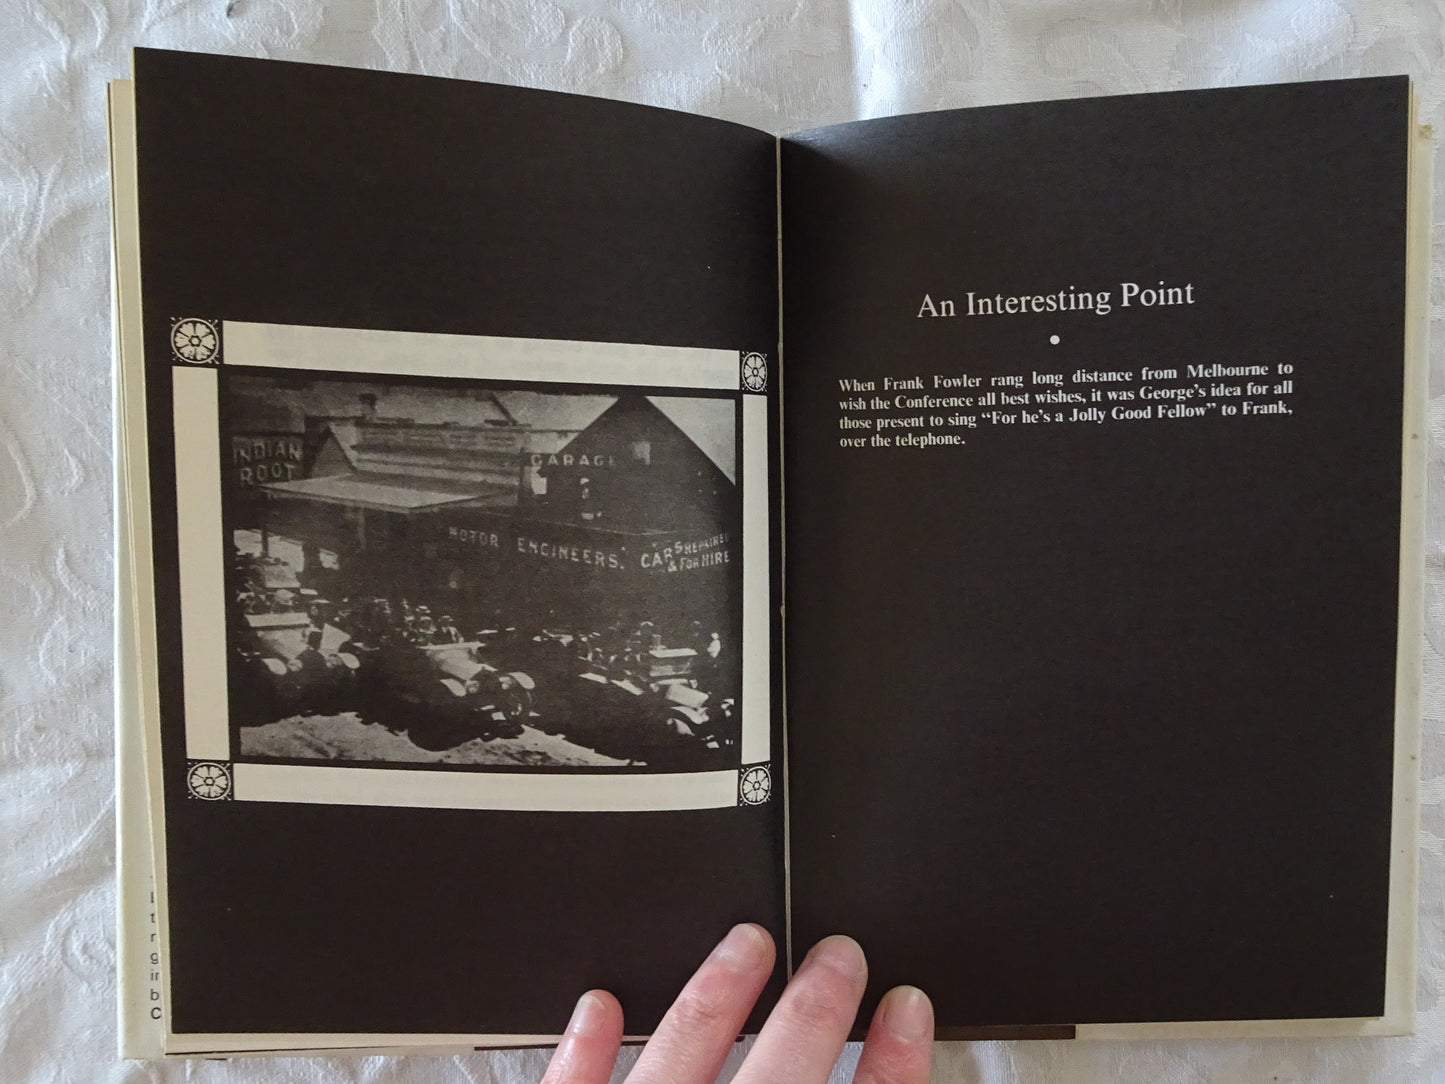 INDIAN
ROOT
GARAGE
MOTOR ENGINEERS.
CARS REPAIRED
& FOR HIRE
An Interesting Point
When Frank Fowler rang long distance from Melbourne to
wish the Conference all best wishes, it was George's idea for all
those present to sing “For he's a Jolly Good Fellow” to Frank,
over the telephone.